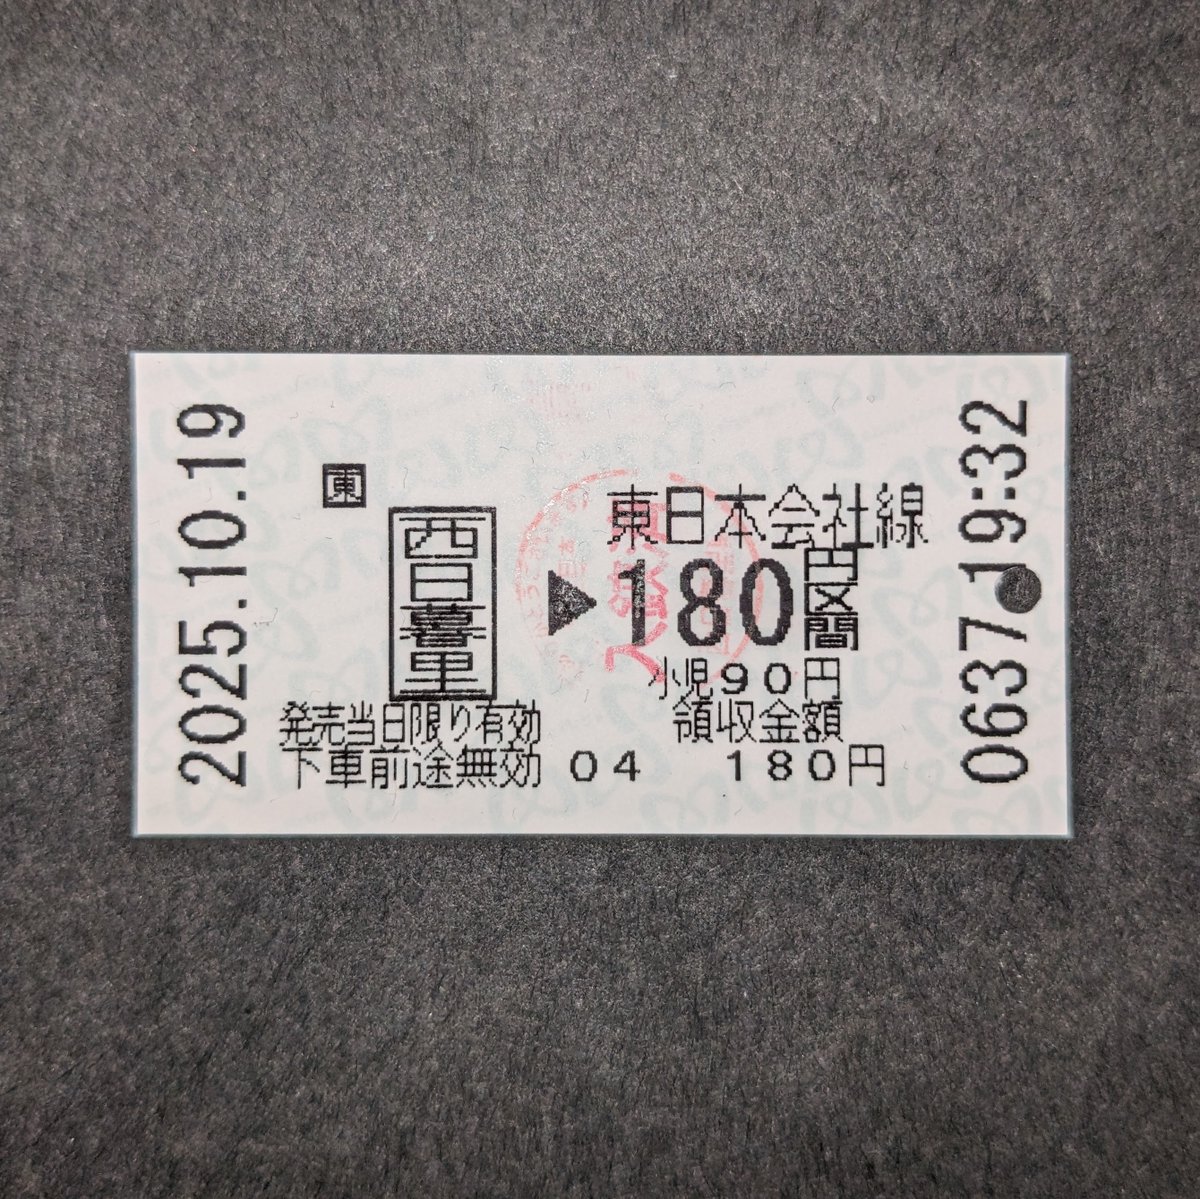 2025.10.19
東
西日暮里
東日本会社線
▶180円区間
小児90円
発売当日限り有効
領収金額
下車前途無効 04 180円
0637 19:32